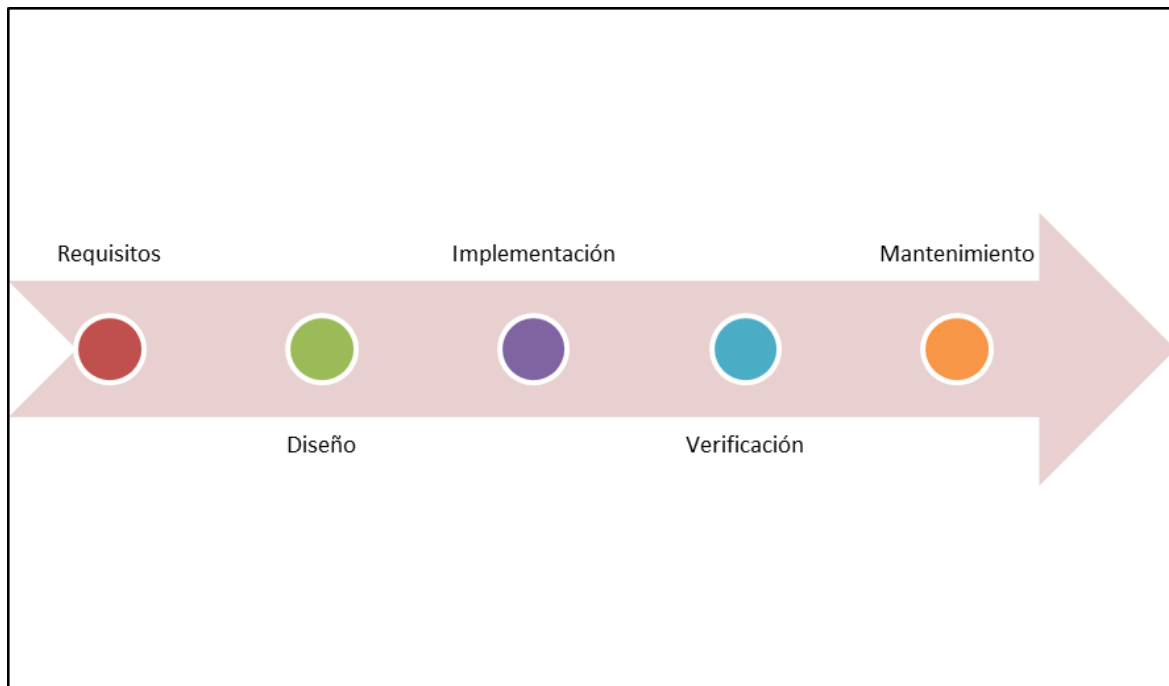 Requisitos
Implementación
Mantenimiento
Diseño
Verificación